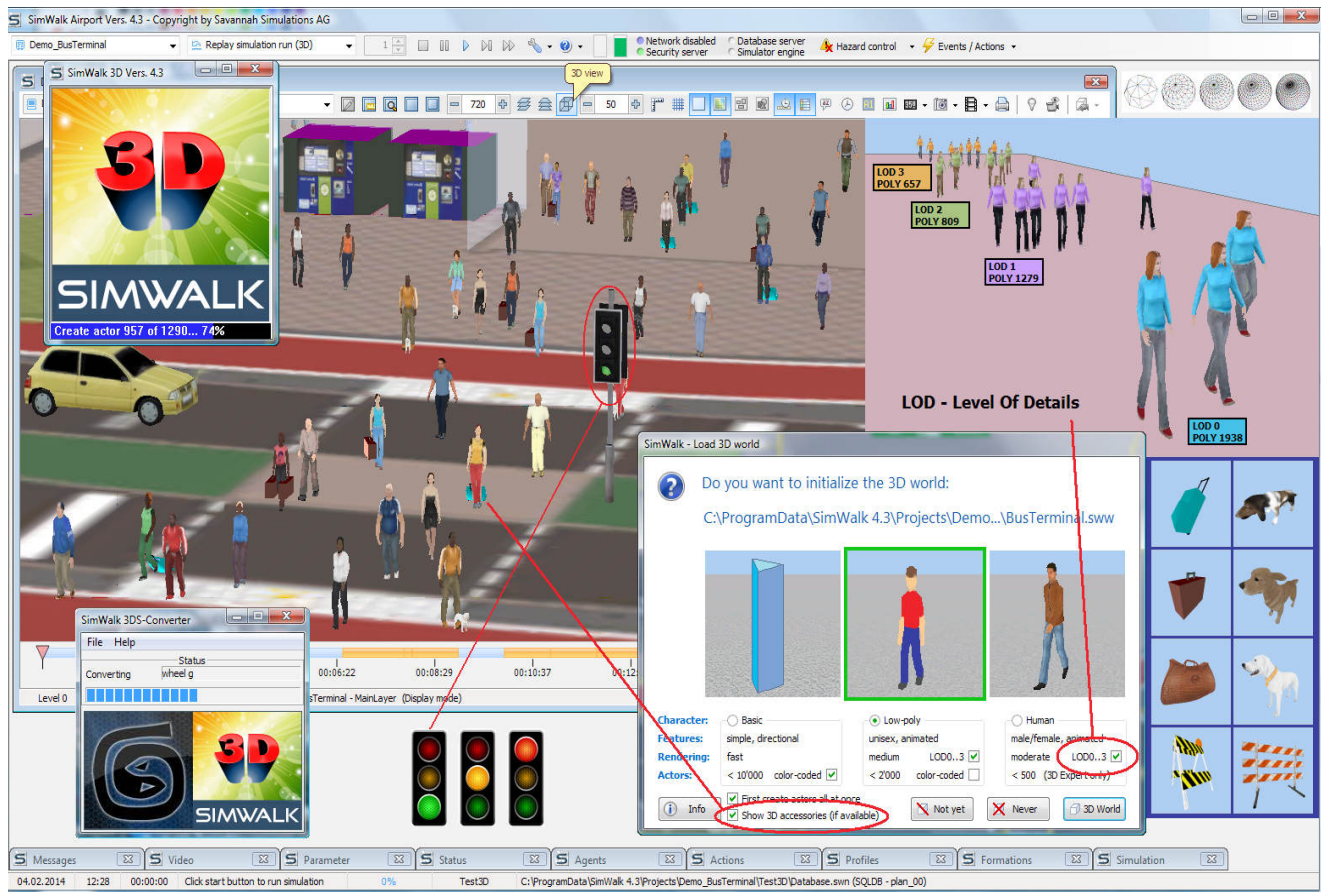 SimWalk Airport Vers. 4.3 - Copyright by Savannah Simulations AG
Demo_BusTerminal
Replay simulation run (3D)
1
Network disabled
Security server
Database server
Simulator engine
Hazard control
Events / Actions
SimWalk 3D Vers. 4.3
3D view
720
50
3D
SIMWALK
Create actor 957 of 1290... 74%
LOD 3
POLY 657
LOD 2
POLY 809
LOD 1
POLY 1279
LOD - Level Of Details
LOD 0
POLY 1938
SimWalk - Load 3D world
Do you want to initialize the 3D world:
C:\ProgramData\SimWalk 4.3\Projects\Demo...\BusTerminal.sww
Character:
Basic
Low-poly
Human
Features:
simple, directional
unisex, animated
male/female, animated
Rendering:
fast
medium
LOD0..3
moderate
LOD0..3
Actors:
< 10'000
color-coded
< 2'000
color-coded
< 500 (3D Expert only)
First create actors all at once
Show 3D accessories (if available)
Info
Not yet
Never
3D World
SimWalk 3DS-Converter
File Help
Status
Converting
wheel g
3D
SIMWALK
00:06:22
00:08:29
00:10:37
00:12:
Level 0
sTerminal - MainLayer (Display mode)
Messages
Video
Parameter
Status
Agents
Actions
Profiles
Formations
Simulation
04.02.2014
12:28
00:00:00
Click start button to run simulation
0%
Test3D
C:\ProgramData\SimWalk 4.3\Projects\Demo_BusTerminal\Test3D\Database.swn (SQLDB - plan_00)